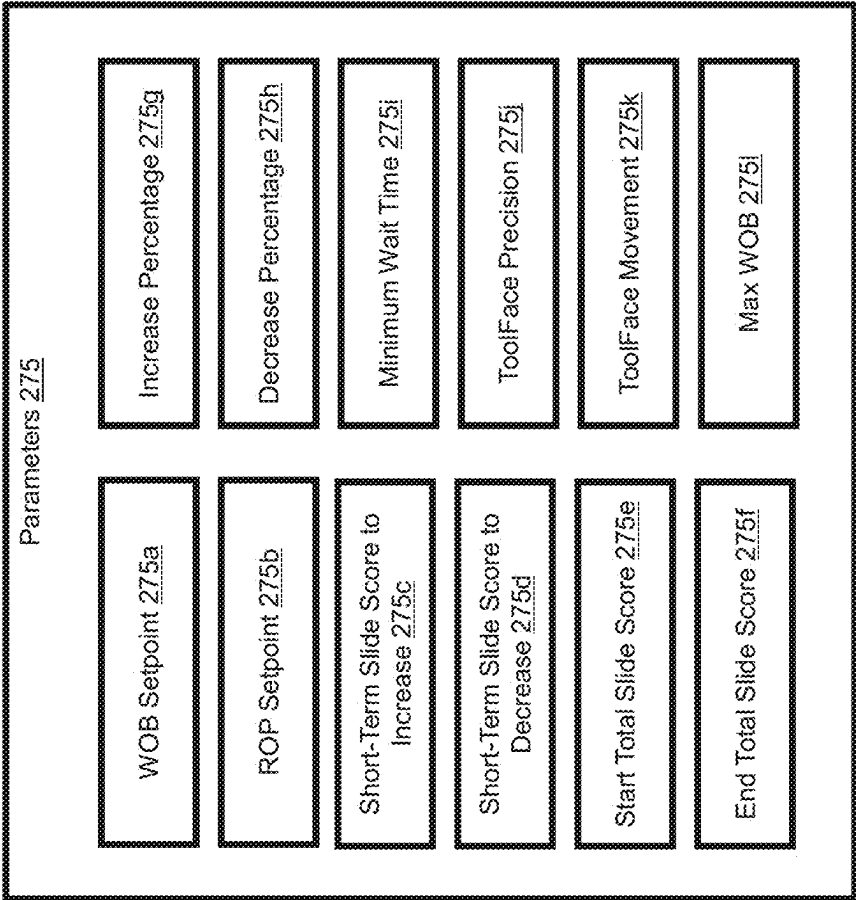 Parameters 275
WOB Setpoint 275a
ROP Setpoint 275b
Short-Term Slide Score to
Increase 275c
Short-Term Slide Score to
Decrease 275d
Start Total Slide Score 275e
End Total Slide Score 275f
Increase Percentage 275g
Decrease Percentage 275h
Minimum Wait Time 275i
ToolFace Precision 275j
ToolFace Movement 275k
Max WOB 275l